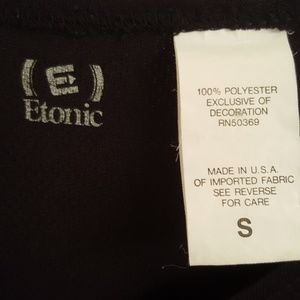 E
Etonic
100% POLYESTER
EXCLUSIVE OF
DECORATION
RN50369
MADE IN U.S.A.
OF IMPORTED FABRIC
SEE REVERSE
FOR CARE
S